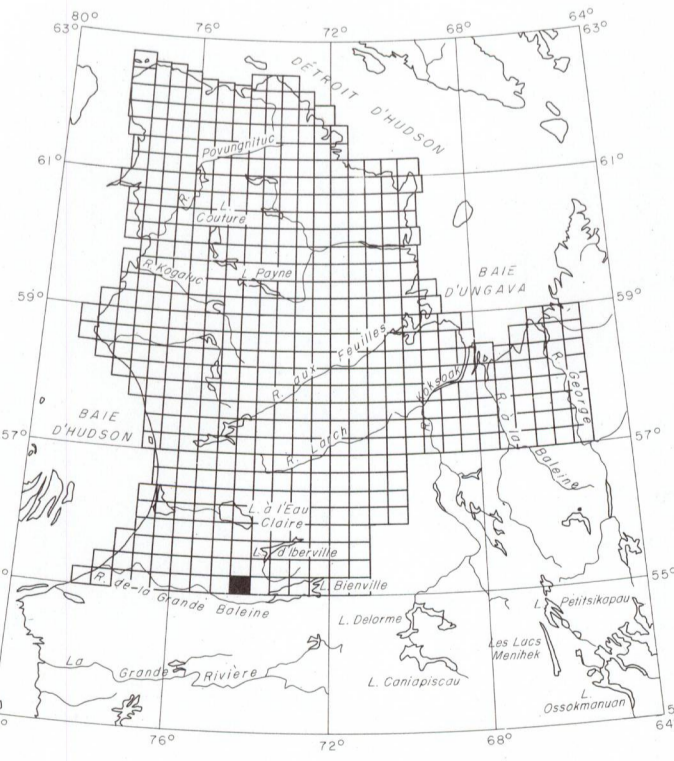 80°
76°
72°
68°
64°
63°
63°
DÉTROIT D'HUDSON
61°
61°
Povungnituc
R.
L.
Couture
R. Kogaluc
L. Payne
BAIE
D'UNGAVA
59°
59°
R. aux Feuilles
Koksoak
R.
R. George
R. à la Baleine
BAIE
D'HUDSON
57°
57°
R. Larch
L. à l'Eau
Claire
L. d'Iberville
L. Bienville
55°
R. de-la Grande Baleine
L. Delorme
L. Petitsikapau
Les Lacs
Menihek
La Grande Rivière
L. Caniapiscau
L.
Ossokmanuan
76°
72°
68°